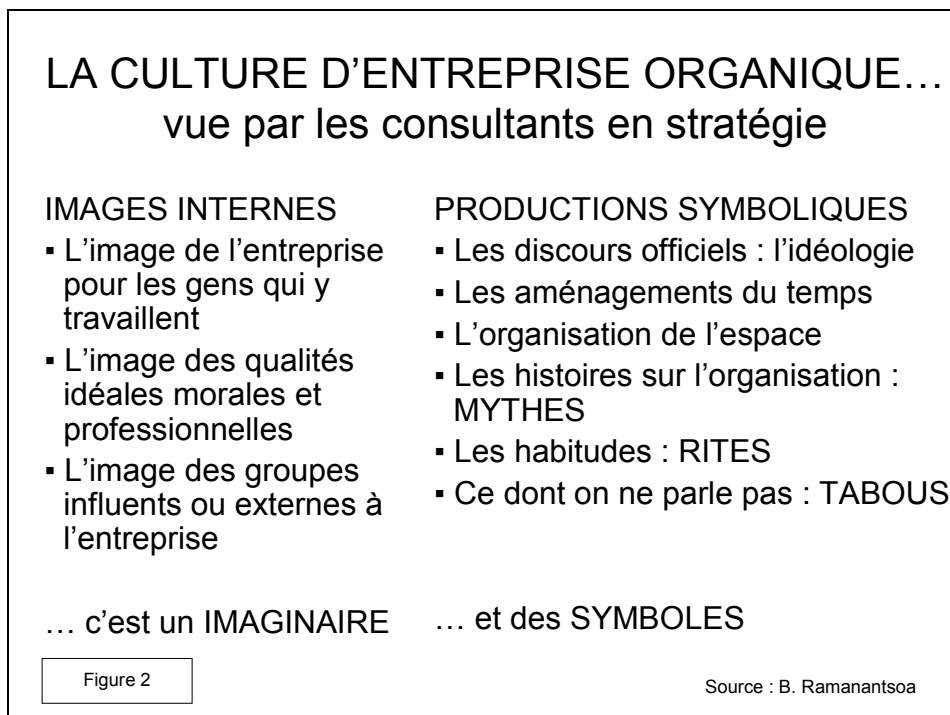 LA CULTURE D’ENTREPRISE ORGANIQUE…
vue par les consultants en stratégie
IMAGES INTERNES
▪ L’image de l’entreprise
pour les gens qui y
travaillent
▪ L’image des qualités
idéales morales et
professionnelles
▪ L’image des groupes
influents ou externes à
l’entreprise
… c’est un IMAGINAIRE
PRODUCTIONS SYMBOLIQUES
▪ Les discours officiels : l’idéologie
▪ Les aménagements du temps
▪ L’organisation de l’espace
▪ Les histoires sur l’organisation :
MYTHES
▪ Les habitudes : RITES
▪ Ce dont on ne parle pas : TABOUS
… et des SYMBOLES
Figure 2
Source : B. Ramanantsoa